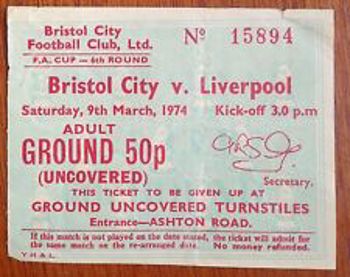 Bristol City
Football Club, Ltd.
F.A. CUP — 6th ROUND
Nº 15894
Bristol City v. Liverpool
Saturday, 9th March, 1974 Kick-off 3.0 p.m
ADULT
GROUND 50p
(UNCOVERED)
Secretary.
THIS TICKET TO BE GIVEN UP AT
GROUND UNCOVERED TURNSTILES
Entrance—ASHTON ROAD.
If this match is not played on the date stated, the ticket will admit for
the same match on the re-arranged date. No money refunded.